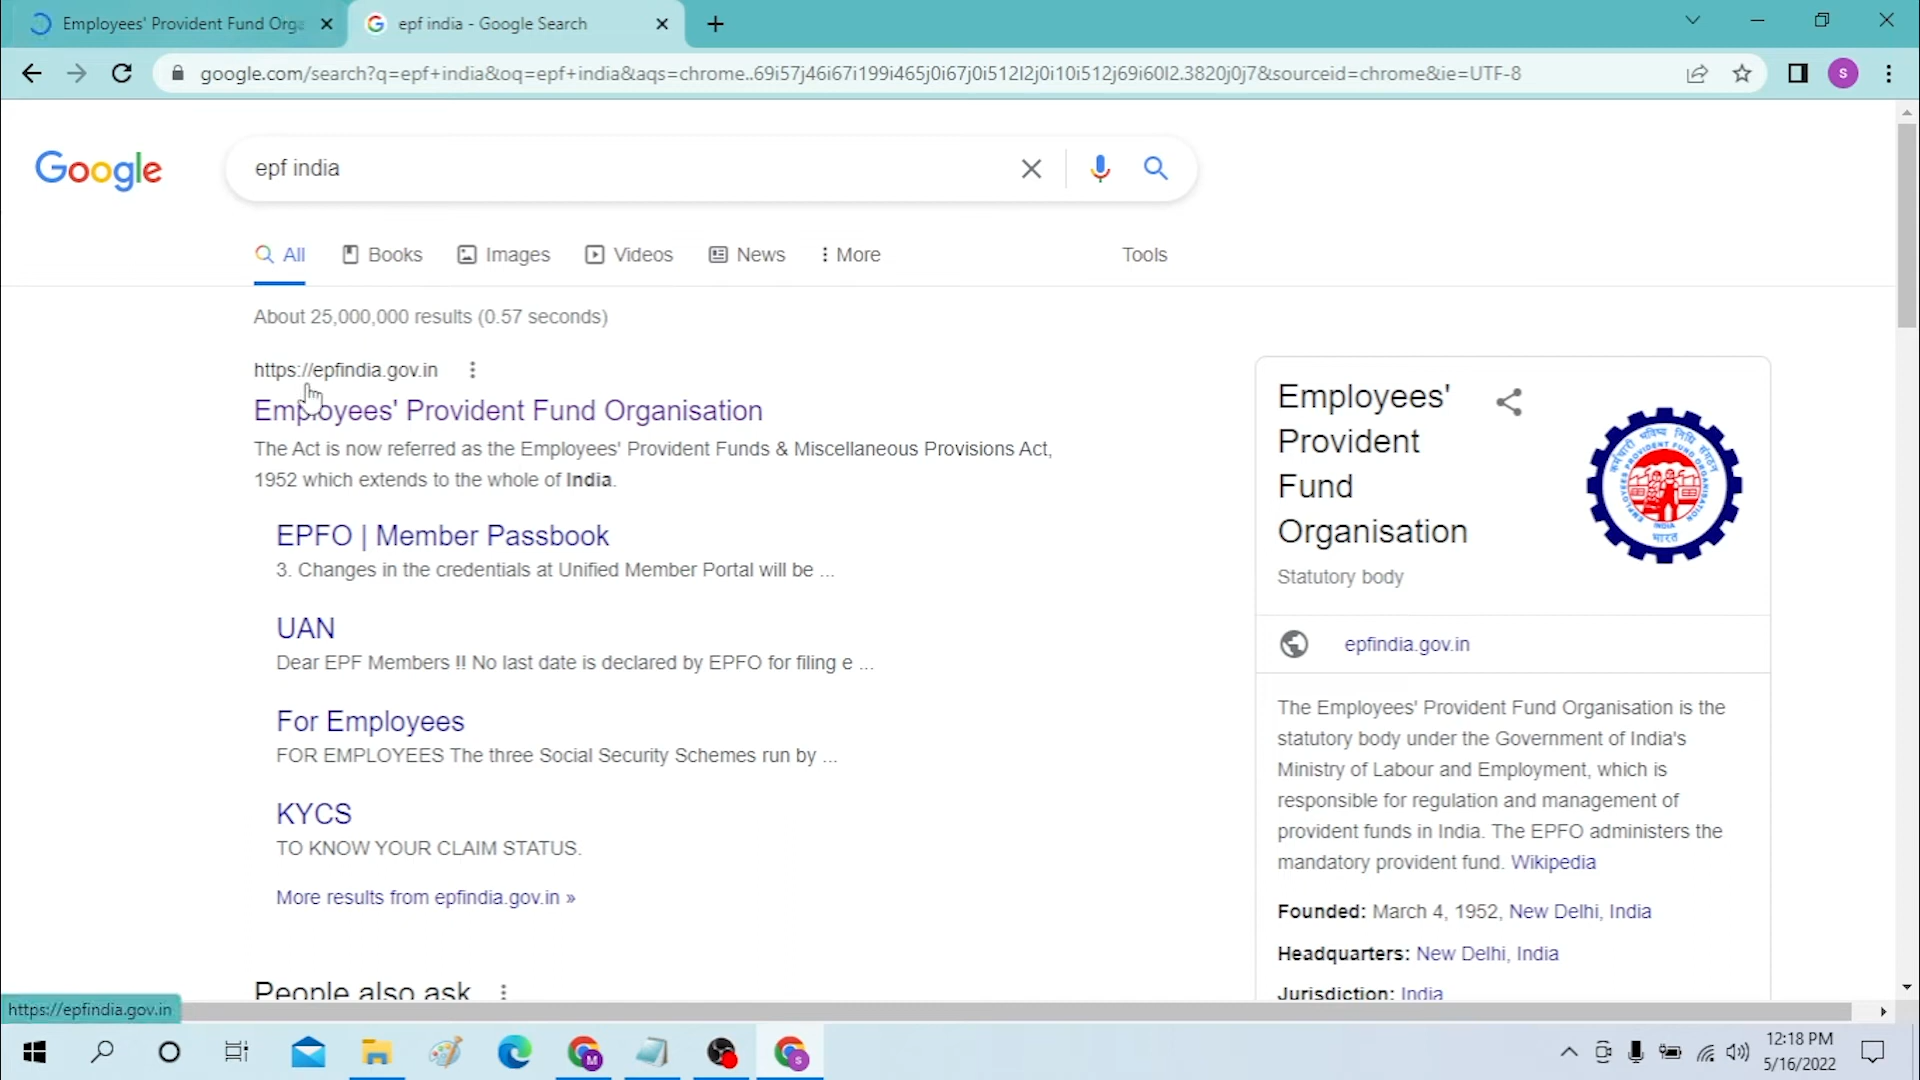 Employees' Provident Fund Orga
epf india - Google Search
google.com/search?q=epf+india&oq=epf+india&aqs=chrome..69i57j46i67i199i465j0i67j0i512l2j0i10i512j69i60l2.3820j0j7&sourceid=chrome&ie=UTF-8
S
Google
epf india
All
Books
Images
Videos
News
More
Tools
About 25,000,000 results (0.57 seconds)
https://epfindia.gov.in
Employees' Provident Fund Organisation
The Act is now referred as the Employees' Provident Funds & Miscellaneous Provisions Act,
1952 which extends to the whole of India.
EPFO | Member Passbook
3. Changes in the credentials at Unified Member Portal will be ...
UAN
Dear EPF Members !! No last date is declared by EPFO for filing e ...
For Employees
FOR EMPLOYEES The three Social Security Schemes run by ...
KYCS
TO KNOW YOUR CLAIM STATUS.
More results from epfindia.gov.in »
People also ask
Employees'
Provident
Fund
Organisation
Statutory body
कर्मचारी भविष्य निधि संगठन
EMPLOYEES PROVIDENT FUND ORGANISATION
INDIA
भारत
epfindia.gov.in
The Employees' Provident Fund Organisation is the
statutory body under the Government of India's
Ministry of Labour and Employment, which is
responsible for regulation and management of
provident funds in India. The EPFO administers the
mandatory provident fund. Wikipedia
Founded: March 4, 1952, New Delhi, India
Headquarters: New Delhi, India
Jurisdiction: India
https://epfindia.gov.in
M
S
12:18 PM
5/16/2022